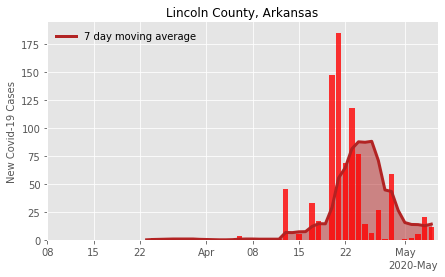 Lincoln County, Arkansas
7 day moving average
New Covid-19 Cases
175
150
125
100
75
50
25
0
08 15 22 Apr 08 15 22 May
2020-May